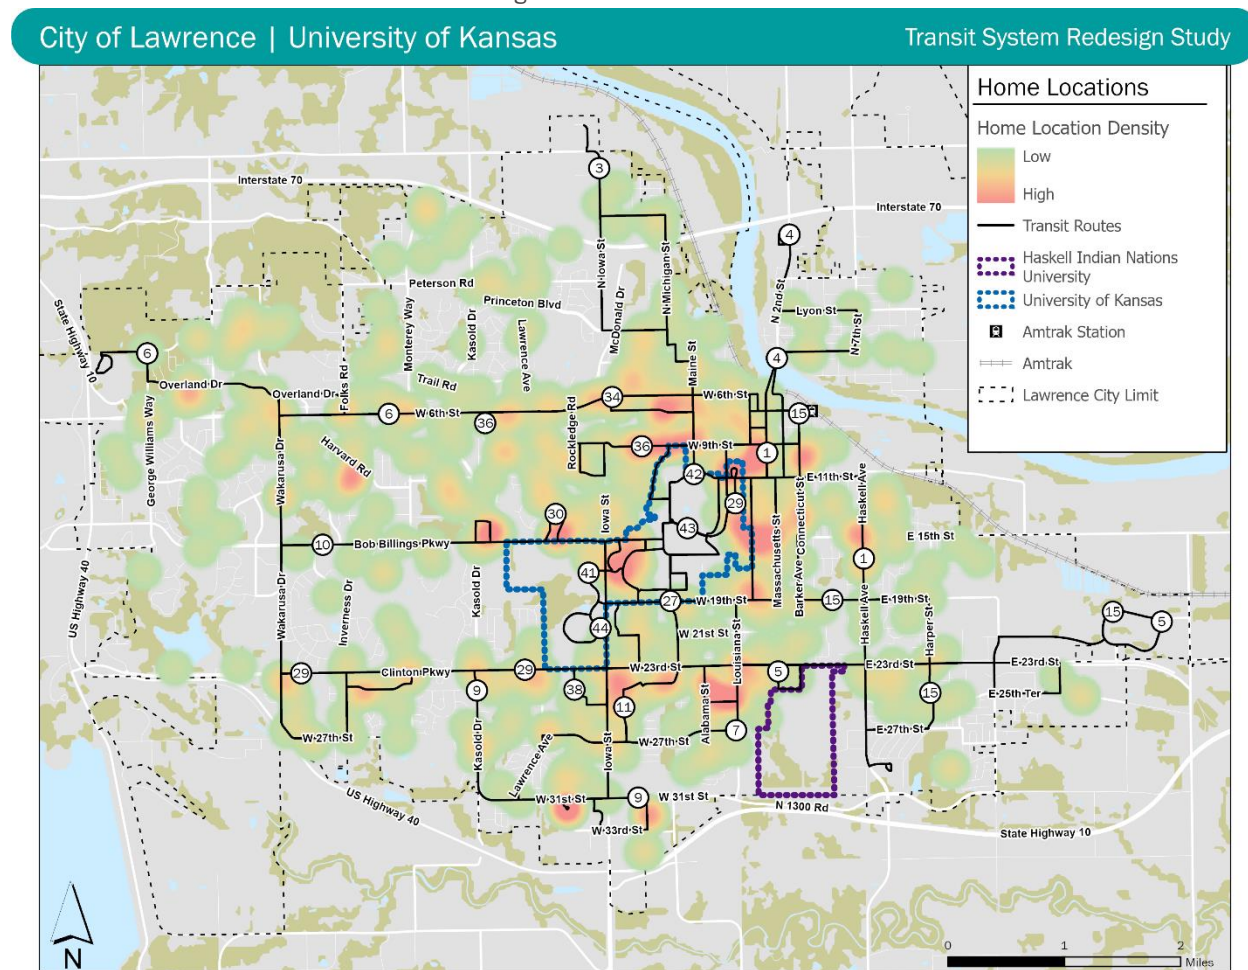 City of Lawrence | University of Kansas
Transit System Redesign Study
Home Locations
Home Location Density
Low
High
Transit Routes
Haskell Indian Nations
University
University of Kansas
Amtrak Station
Amtrak
Lawrence City Limit
Interstate 70
3
Interstate 70
4
N Iowa St
N Michigan St
N 2nd St
Peterson Rd
Princeton Blvd
Lyon St
N 7th St
State Highway 10
Monterey Way
Kasold Dr
Lawrence Ave
McDonald Dr
Maine St
6
4
Overland Dr
Overland Dr
Folks Rd
Trail Rd
34
W 6th St
6
W 6th St
36
15
George Williams Way
Rockledge Rd
36
W 9th St
1
Wakarusa Dr
Harvard Rd
42
E 11th St
Haskell Ave
29
Iowa St
30
43
10
Bob Billings Pkwy
Massachusetts St
Connecticut St
E 15th St
1
US Highway 40
Wakarusa Dr
Inverness Dr
Kasold Dr
41
27
W 19th St
Barker Ave
15
E 19th St
15
5
44
W 21st St
Louisiana St
Haskell Ave
Harper St
29
Clinton Pkwy
29
W 23rd St
5
E 23rd St
E 23rd St
9
38
11
Alabama St
15
E 25th Ter
W 27th St
Kasold Dr
Lawrence Ave
Iowa St
W 27th St
7
E 27th St
US Highway 40
W 31st St
9
W 31st St
N 1300 Rd
W 33rd St
State Highway 10
N
0
1
2
Miles